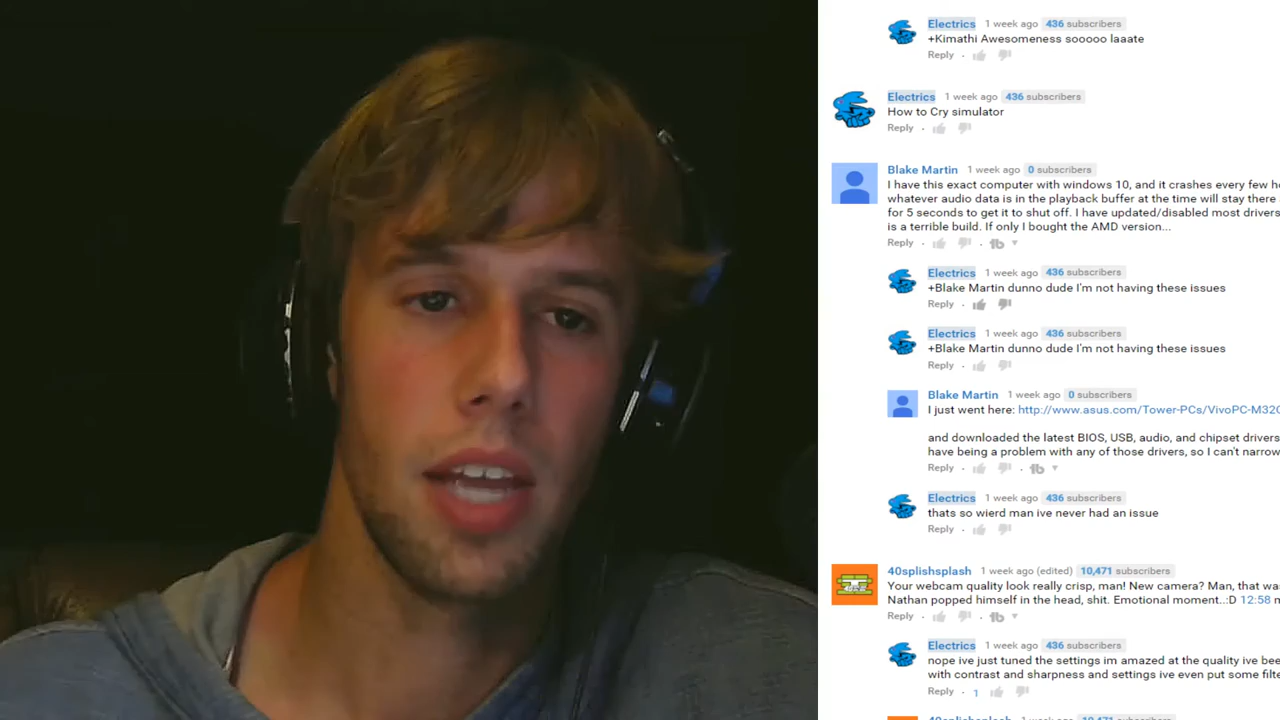 Electrics 1 week ago 436 subscribers
+Kimathi Awesomeness sooooo laaate
Reply
Electrics 1 week ago 436 subscribers
How to Cry simulator
Reply
Blake Martin 1 week ago 0 subscribers
I have this exact computer with windows 10, and it crashes every few
whatever audio data is in the playback buffer at the time will stay there
for 5 seconds to get it to shut off. I have updated/disabled most drivers
is a terrible build. If only I bought the AMD version...
Reply
Electrics 1 week ago 436 subscribers
+Blake Martin dunno dude I'm not having these issues
Reply
Electrics 1 week ago 436 subscribers
+Blake Martin dunno dude I'm not having these issues
Reply
Blake Martin 1 week ago 0 subscribers
I just went here: http://www.asus.com/Tower-PCs/VivoPC-M32
and downloaded the latest BIOS, USB, audio, and chipset drivers
have being a problem with any of those drivers, so I can't narrow
Reply
Electrics 1 week ago 436 subscribers
thats so wierd man ive never had an issue
Reply
40splishsplash 1 week ago (edited) 10,471 subscribers
Your webcam quality look really crisp, man! New camera? Man, that
Nathan popped himself in the head, shit. Emotional moment..:D 12:58
Reply
Electrics 1 week ago 436 subscribers
nope ive just tuned the settings im amazed at the quality ive
with contrast and sharpness and settings ive even put some
Reply 1
40splishsplash 1 week ago 10,471 subscribers